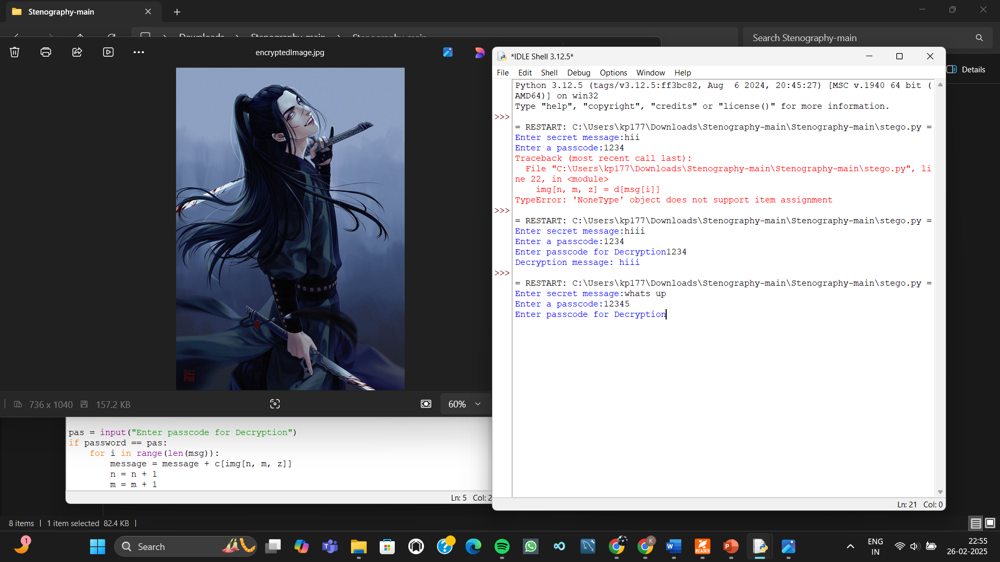 Stenography-main
Downloads > Stenography-main > Stenography-main
Search Stenography-main
encryptedImage.jpg
Details
*IDLE Shell 3.12.5*
File Edit Shell Debug Options Window Help
Python 3.12.5 (tags/v3.12.5:ff3bc82, Aug  6 2024, 20:45:27) [MSC v.1940 64 bit (
AMD64)] on win32
Type "help", "copyright", "credits" or "license()" for more information.
>>>
= RESTART: C:\Users\kp177\Downloads\Stenography-main\Stenography-main\stego.py =
Enter secret message:hii
Enter a passcode:1234
Traceback (most recent call last):
  File "C:\Users\kp177\Downloads\Stenography-main\Stenography-main\stego.py", li
ne 22, in <module>
    img[n, m, z] = d[msg[i]]
TypeError: 'NoneType' object does not support item assignment
>>>
= RESTART: C:\Users\kp177\Downloads\Stenography-main\Stenography-main\stego.py =
Enter secret message:hiii
Enter a passcode:1234
Enter passcode for Decryption1234
Decryption message: hiii
>>>
= RESTART: C:\Users\kp177\Downloads\Stenography-main\Stenography-main\stego.py =
Enter secret message:whats up
Enter a passcode:12345
Enter passcode for Decryption
Ln: 21 Col: 0
736 x 1040 157.2 KB
60%
pas = input("Enter passcode for Decryption")
if password == pas:
    for i in range(len(msg)):
        message = message + c[img[n, m, z]]
        n = n + 1
        m = m + 1
Ln: 5 Col: 2
8 items | 1 item selected 82.4 KB |
1
Search
K
W
READER
P
ENG
IN
22:55
26-02-2025